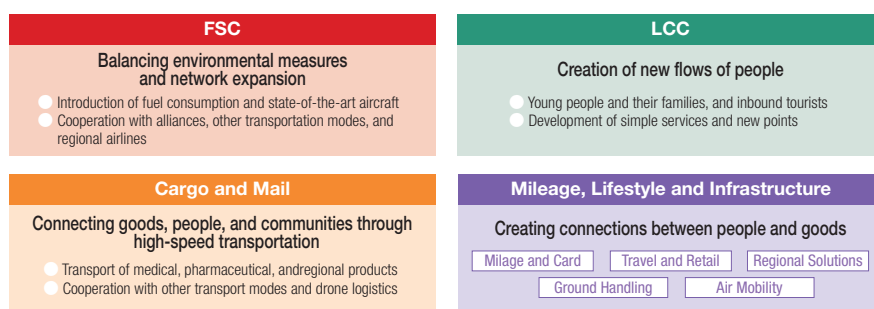 FSC
Balancing environmental measures
and network expansion
Introduction of fuel consumption and state-of-the-art aircraft
Cooperation with alliances, other transportation modes, and
regional airlines
LCC
Creation of new flows of people
Young people and their families, and inbound tourists
Development of simple services and new points
Cargo and Mail
Connecting goods, people, and communities through
high-speed transportation
Transport of medical, pharmaceutical, andregional products
Cooperation with other transport modes and drone logistics
Mileage, Lifestyle and Infrastructure
Creating connections between people and goods
Milage and Card
Travel and Retail
Regional Solutions
Ground Handling
Air Mobility